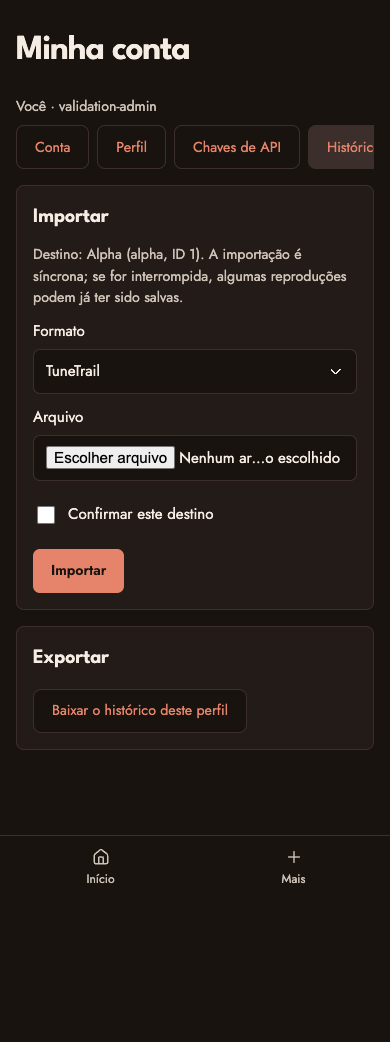 Minha conta
Você · validation-admin
Conta
Perfil
Chaves de API
Históric
Importar
Destino: Alpha (alpha, ID 1). A importação é
síncrona; se for interrompida, algumas reproduções
podem já ter sido salvas.
Formato
TuneTrail
Arquivo
Escolher arquivo Nenhum ar...o escolhido
Confirmar este destino
Importar
Exportar
Baixar o histórico deste perfil
Início
Mais